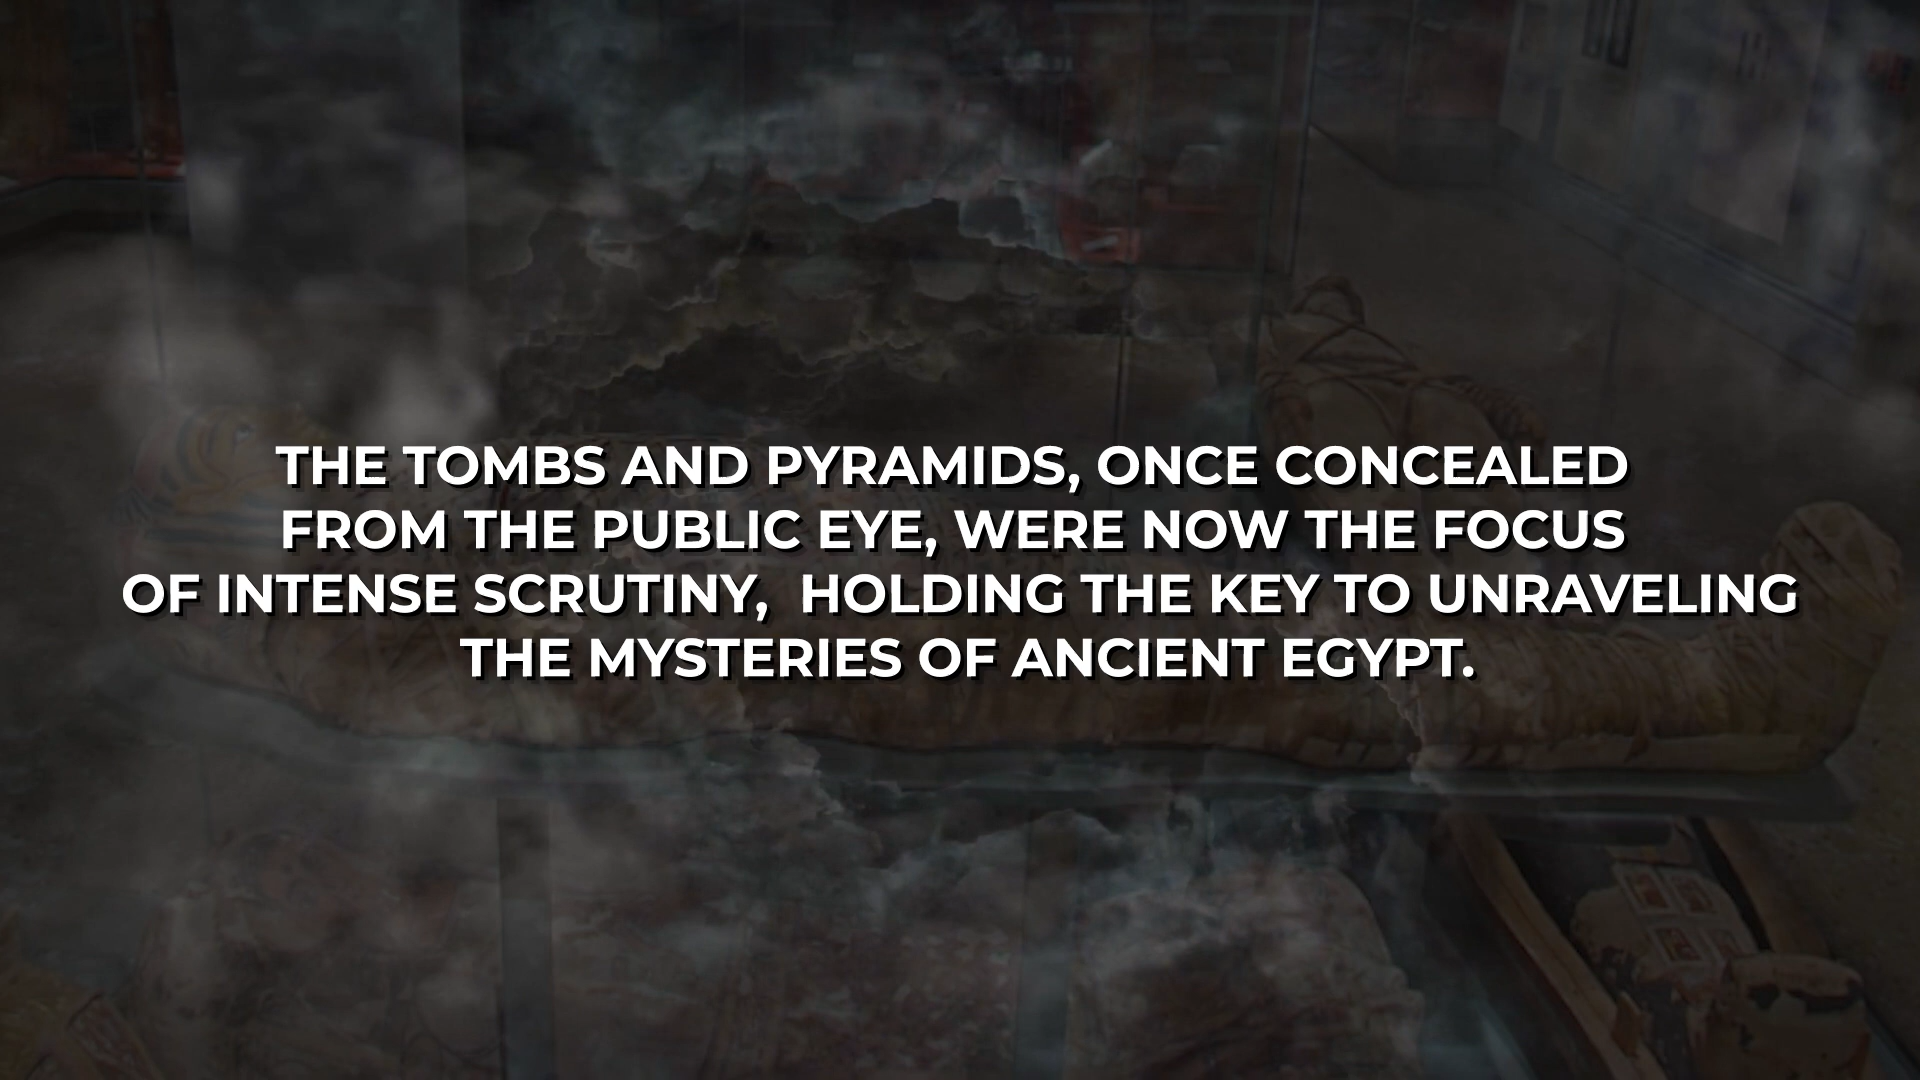 THE TOMBS AND PYRAMIDS, ONCE CONCEALED
FROM THE PUBLIC EYE, WERE NOW THE FOCUS
OF INTENSE SCRUTINY,  HOLDING THE KEY TO UNRAVELING
THE MYSTERIES OF ANCIENT EGYPT.